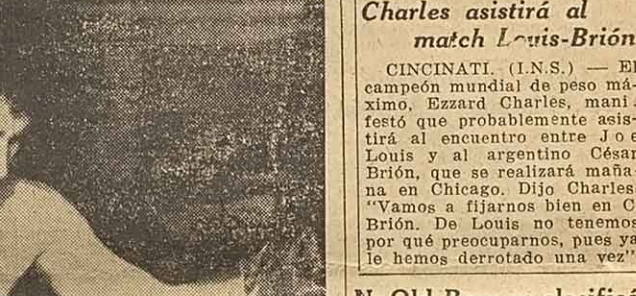 Charles asistirá al
match Louis-Brión
CINCINATI. (I.N.S.) — El
campeón mundial de peso má-
ximo, Ezzard Charles, mani
festó que probablemente asis-
tirá al encuentro entre Joe
Louis y al argentino César
Brión, que se realizará maña-
na en Chicago. Dijo Charles
"Vamos a fijarnos bien en C
Brión. De Louis no tenemos
por qué preocuparnos, pues ya
le hemos derrotado una vez"